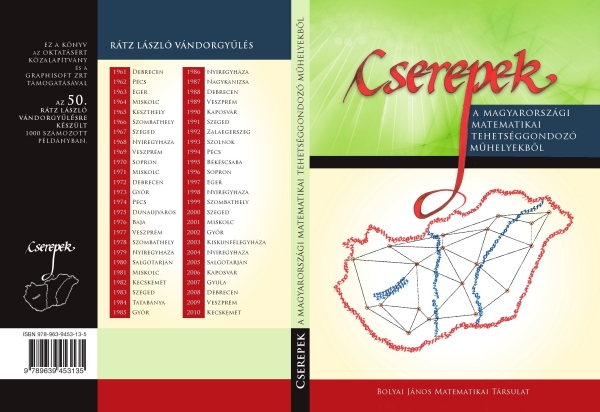 EZ A KÖNYV
AZ OKTATÁSÉRT
KÖZALAPÍTVÁNY
ÉS A
GRAPHISOFT ZRT
TÁMOGATÁSÁVAL
AZ 50.
RÁTZ LÁSZLÓ
VÁNDORGYŰLÉSRE
KÉSZÜLT
1000 SZÁMOZOTT
PÉLDÁNYBAN.
Cserepek
ISBN 978-963-9453-13-5
9 789639 453135
RÁTZ LÁSZLÓ VÁNDORGYŰLÉS
1961 DEBRECEN
1962 PÉCS
1963 EGER
1964 MISKOLC
1965 KESZTHELY
1966 SZOMBATHELY
1967 SZEGED
1968 NYÍREGYHÁZA
1969 VESZPRÉM
1970 SOPRON
1971 MISKOLC
1972 DEBRECEN
1973 GYŐR
1974 PÉCS
1975 DUNAÚJVÁROS
1976 BAJA
1977 VESZPRÉM
1978 SZOMBATHELY
1979 NYÍREGYHÁZA
1980 SALGÓTARJÁN
1981 MISKOLC
1982 KECSKEMÉT
1983 SZEGED
1984 TATABÁNYA
1985 GYŐR
1986 NYÍREGYHÁZA
1987 NAGYKANIZSA
1988 DEBRECEN
1989 VESZPRÉM
1990 KAPOSVÁR
1991 SZEGED
1992 ZALAEGERSZEG
1993 SZOLNOK
1994 PÉCS
1995 BÉKÉSCSABA
1996 SOPRON
1997 EGER
1998 NYÍREGYHÁZA
1999 SZOMBATHELY
2000 SZEGED
2001 MISKOLC
2002 GYŐR
2003 KISKUNFÉLEGYHÁZA
2004 NYÍREGYHÁZA
2005 SALGÓTARJÁN
2006 KAPOSVÁR
2007 GYULA
2008 DEBRECEN
2009 VESZPRÉM
2010 KECSKEMÉT
CSEREPEK A MAGYARORSZÁGI MATEMATIKAI TEHETSÉGGONDOZÓ MŰHELYEKBŐL
Cserepek
A MAGYARORSZÁGI
MATEMATIKAI
TEHETSÉGGONDOZÓ
MŰHELYEKBŐL
BOLYAI JÁNOS MATEMATIKAI TÁRSULAT